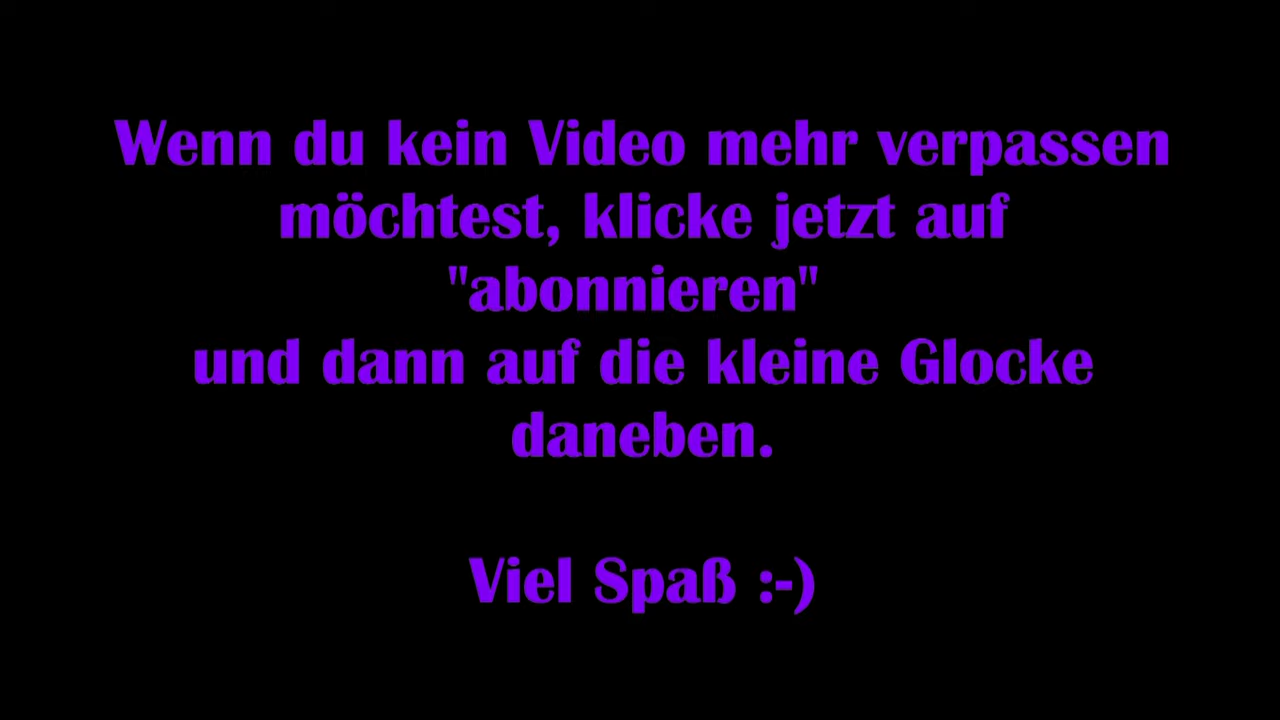 Wenn du kein Video mehr verpassen
möchtest, klicke jetzt auf
"abonnieren"
und dann auf die kleine Glocke
daneben.
Viel Spaß :-)